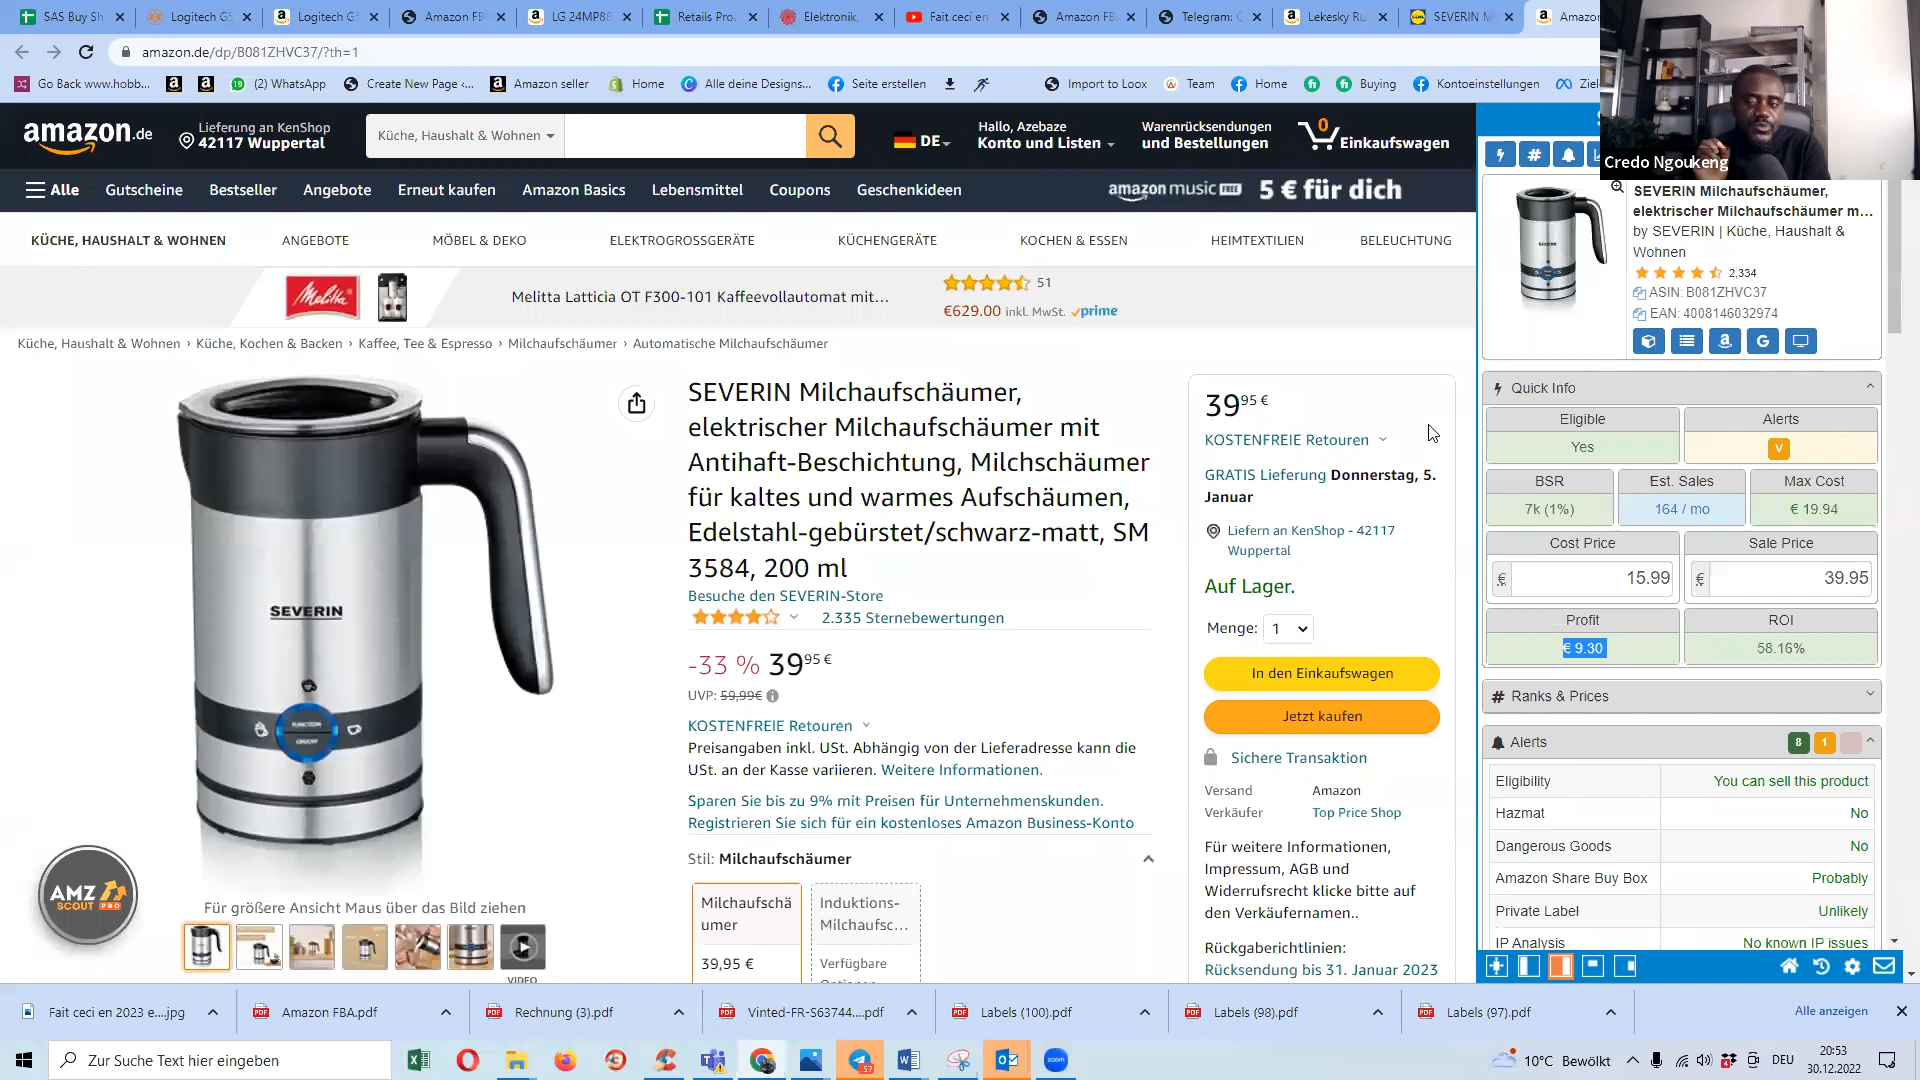 SAS Buy Sh
Logitech G5
Logitech G5
Amazon FB
LG 24MP88
Retails Pro
Elektronik,
Fait ceci en
Amazon FB
Telegram: C
Lekesky Ru
SEVERIN M
Amazo
amazon.de/dp/B081ZHVC37/?th=1
Go Back www.hobb...
(2) WhatsApp
Create New Page ‹...
Amazon seller
Home
Alle deine Designs...
Seite erstellen
Import to Loox
Team
Home
Buying
Kontoeinstellungen
Ziel
Credo Ngoukeng
amazon.de
Lieferung an KenShop
42117 Wuppertal
Küche, Haushalt & Wohnen
DE
Hallo, Azebaze
Konto und Listen
Warenrücksendungen
und Bestellungen
0
Einkaufswagen
Alle
Gutscheine
Bestseller
Angebote
Erneut kaufen
Amazon Basics
Lebensmittel
Coupons
Geschenkideen
amazon music FREE 5 € für dich
KÜCHE, HAUSHALT & WOHNEN
ANGEBOTE
MÖBEL & DEKO
ELEKTROGROSSGERÄTE
KÜCHENGERÄTE
KOCHEN & ESSEN
HEIMTEXTILIEN
BELEUCHTUNG
Melitta
Melitta Latticia OT F300-101 Kaffeevollautomat mit...
51
€629.00 inkl. MwSt. prime
Küche, Haushalt & Wohnen › Küche, Kochen & Backen › Kaffee, Tee & Espresso › Milchaufschäumer › Automatische Milchaufschäumer
SEVERIN
FUNCTION
ON/OFF
AMZ
SCOUT PRO
Für größere Ansicht Maus über das Bild ziehen
VIDEO
SEVERIN Milchaufschäumer,
elektrischer Milchaufschäumer mit
Antihaft-Beschichtung, Milchschäumer
für kaltes und warmes Aufschäumen,
Edelstahl-gebürstet/schwarz-matt, SM
3584, 200 ml
Besuche den SEVERIN-Store
2.335 Sternebewertungen
-33 % 39 95 €
UVP: 59,99€
KOSTENFREIE Retouren
Preisangaben inkl. USt. Abhängig von der Lieferadresse kann die
USt. an der Kasse variieren. Weitere Informationen.
Sparen Sie bis zu 9% mit Preisen für Unternehmenskunden.
Registrieren Sie sich für ein kostenloses Amazon Business-Konto
Stil: Milchaufschäumer
Milchaufschä
umer
39,95 €
Induktions-
Milchaufsc...
Verfügbare
39 95 €
KOSTENFREIE Retouren
GRATIS Lieferung Donnerstag, 5.
Januar
Liefern an KenShop - 42117
Wuppertal
Auf Lager.
Menge: 1
In den Einkaufswagen
Jetzt kaufen
Sichere Transaktion
Versand Amazon
Verkäufer Top Price Shop
Für weitere Informationen,
Impressum, AGB und
Widerrufsrecht klicke bitte auf
den Verkäufernamen..
Rückgaberichtlinien:
Rücksendung bis 31. Januar 2023
SEVERIN Milchaufschäumer,
elektrischer Milchaufschäumer m...
by SEVERIN | Küche, Haushalt &
Wohnen
2,334
ASIN: B081ZHVC37
EAN: 4008146032974
Quick Info
Eligible
Alerts
Yes
V
BSR
Est. Sales
Max Cost
7k (1%)
164 / mo
€ 19.94
Cost Price
Sale Price
€ 15.99
€ 39.95
Profit
ROI
€ 9.30
58.16%
# Ranks & Prices
Alerts
8
1
Eligibility You can sell this product
Hazmat No
Dangerous Goods No
Amazon Share Buy Box Probably
Private Label Unlikely
IP Analysis No known IP issues
Fait ceci en 2023 e....jpg
Amazon FBA.pdf
Rechnung (3).pdf
Vinted-FR-S63744....pdf
Labels (100).pdf
Labels (98).pdf
Labels (97).pdf
Alle anzeigen
Zur Suche Text hier eingeben
10°C Bewölkt
DEU
20:53
30.12.2022